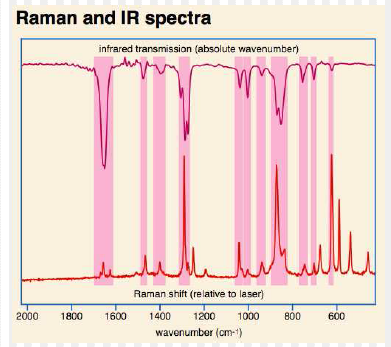 Raman and IR spectra
infrared transmission (absolute wavenumber)
Raman shift (relative to laser)
2000 1800 1600 1400 1200 1000 800 600
wavenumber (cm-1)